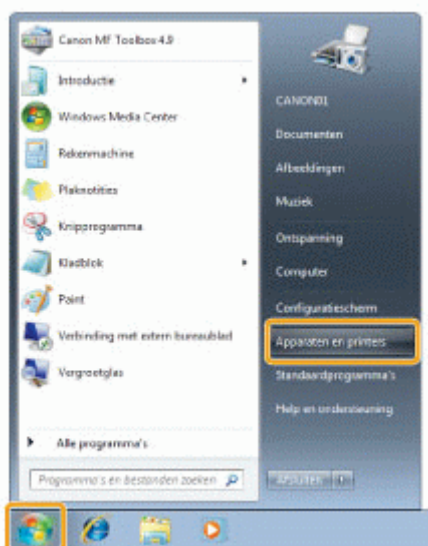 Canon MF Toolbox 4.9
Introductie
Windows Media Center
Rekenmachine
Plaknotities
Knipprogramma
Kladblok
Paint
Verbinding met extern bureaublad
Vergrootglas
Alle programma's
Programma's en bestanden zoeken
CANON01
Documenten
Afbeeldingen
Muziek
Ontspanning
Computer
Configuratiescherm
Apparaten en printers
Standaardprogramma's
Help en ondersteuning
Afsluiten